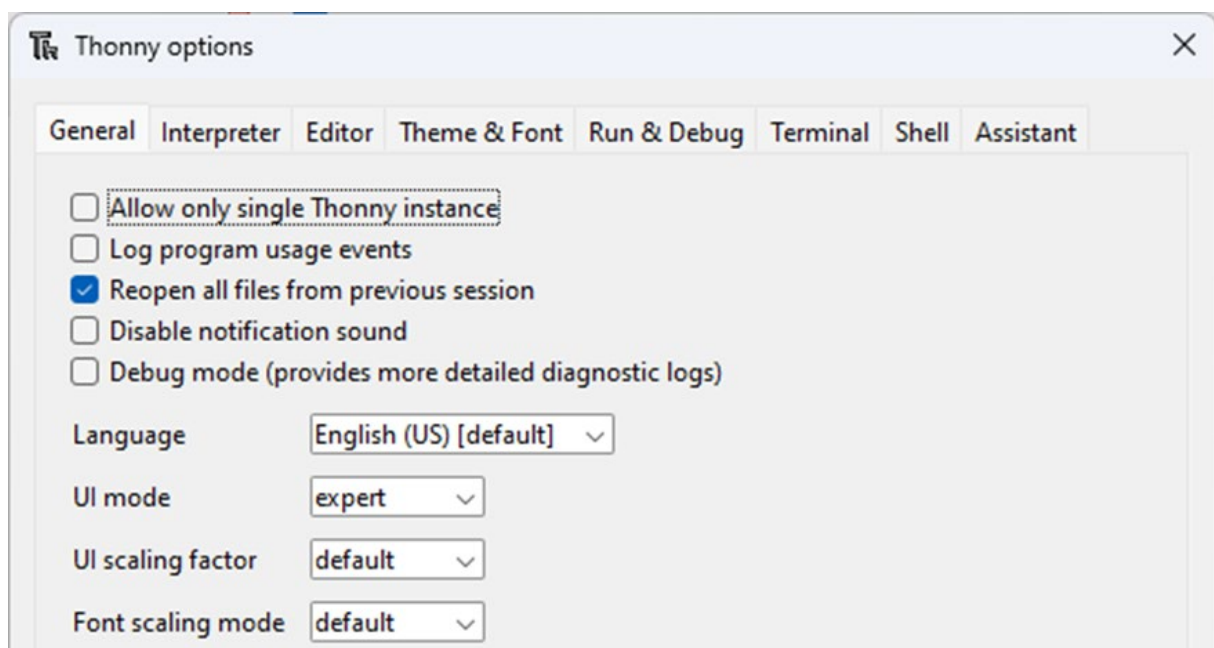 Thonny options
General Interpreter Editor Theme & Font Run & Debug Terminal Shell Assistant
Allow only single Thonny instance
Log program usage events
Reopen all files from previous session
Disable notification sound
Debug mode (provides more detailed diagnostic logs)
Language English (US) [default]
UI mode expert
UI scaling factor default
Font scaling mode default